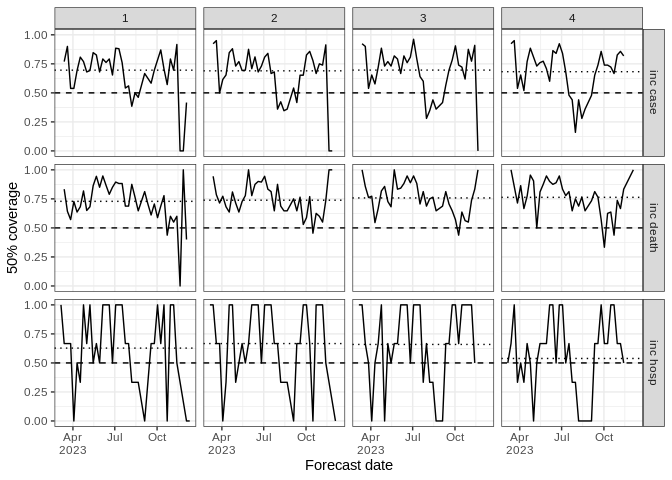 1 2 3 4
1.00
0.75
0.50
0.25
0.00
inc case
1.00
0.75
0.50
0.25
0.00
inc death
1.00
0.75
0.50
0.25
0.00
inc hosp
50% coverage
Apr Jul Oct Apr Jul Oct Apr Jul Oct Apr Jul Oct
2023 2023 2023 2023
Forecast date